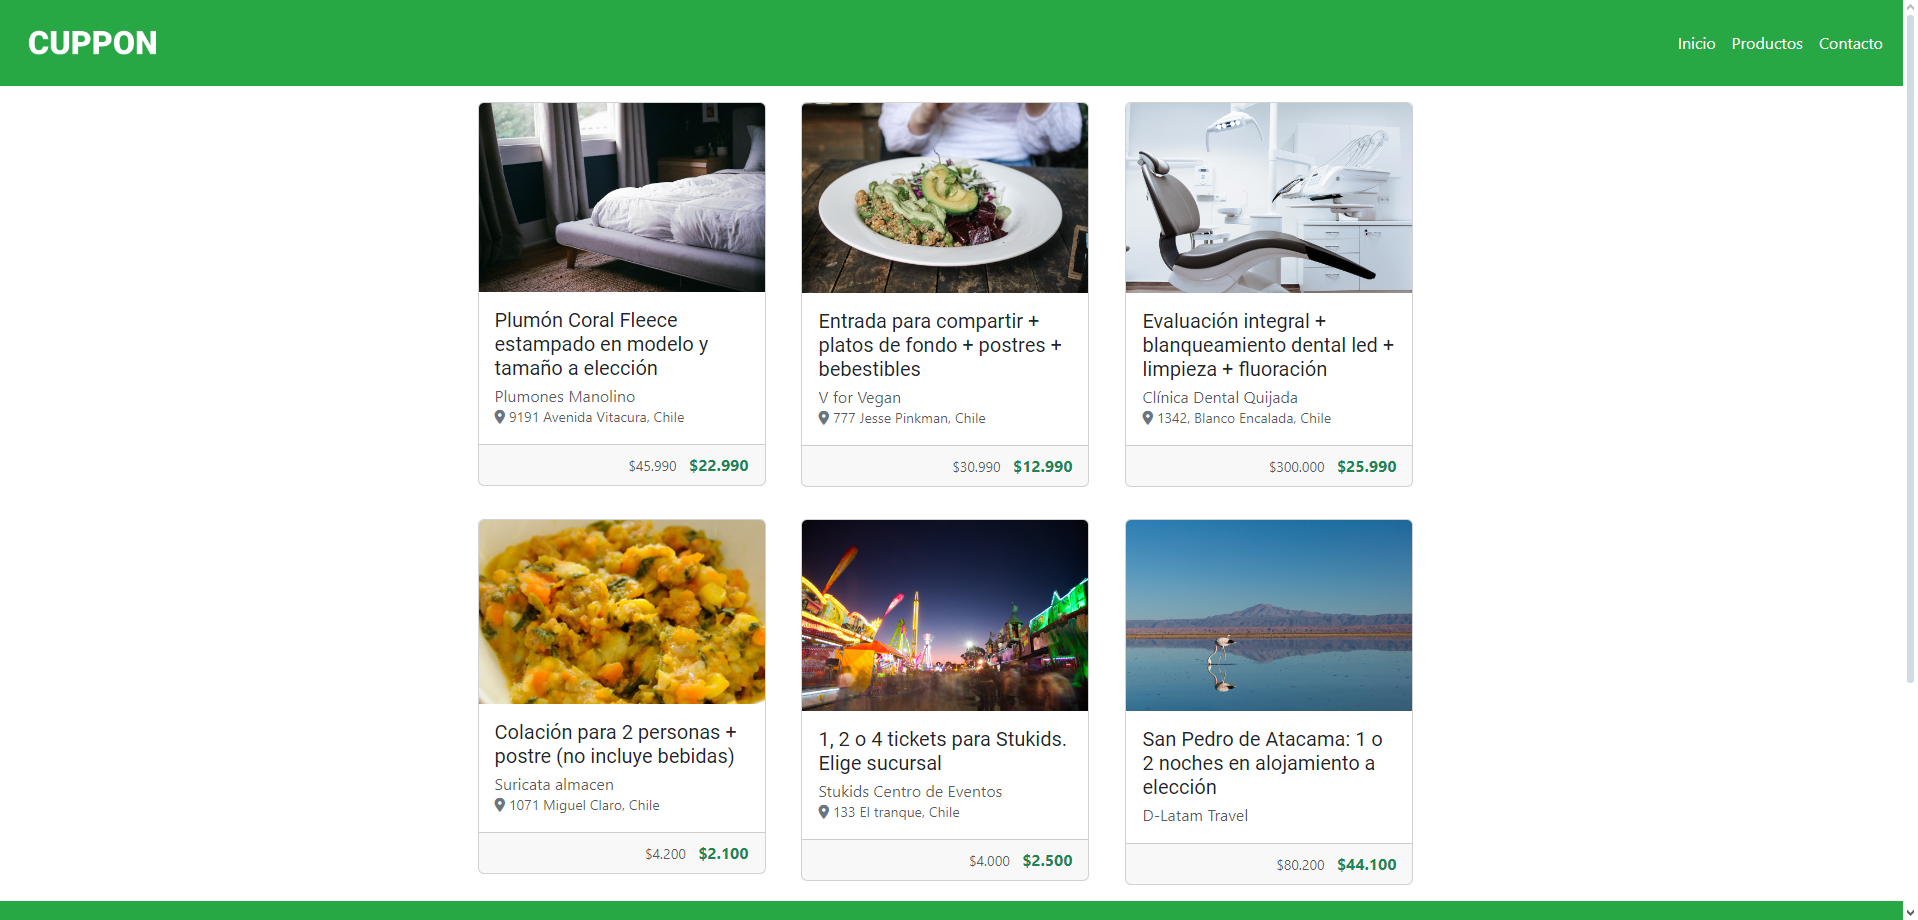 CUPPON
Inicio Productos Contacto
Plumón Coral Fleece
estampado en modelo y
tamaño a elección
Plumones Manolino
9191 Avenida Vitacura, Chile
$45.990 $22.990
Entrada para compartir +
platos de fondo + postres +
bebestibles
V for Vegan
777 Jesse Pinkman, Chile
$30.990 $12.990
Evaluación integral +
blanqueamiento dental led +
limpieza + fluoración
Clínica Dental Quijada
1342, Blanco Encalada, Chile
$300.000 $25.990
Colación para 2 personas +
postre (no incluye bebidas)
Suricata almacen
1071 Miguel Claro, Chile
$4.200 $2.100
1, 2 o 4 tickets para Stukids.
Elige sucursal
Stukids Centro de Eventos
133 El tranque, Chile
$4.000 $2.500
San Pedro de Atacama: 1 o
2 noches en alojamiento a
elección
D-Latam Travel
$80.200 $44.100